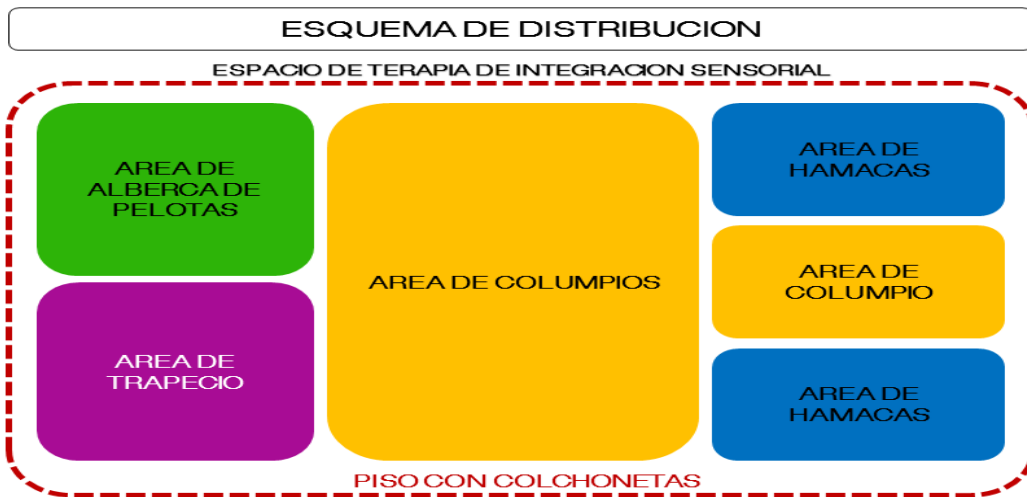 ESQUEMA DE DISTRIBUCION
ESPACIO DE TERAPIA DE INTEGRACION SENSORIAL
AREA DE
ALBERCA DE
PELOTAS
AREA DE
TRAPECIO
AREA DE COLUMPIOS
AREA DE
HAMACAS
AREA DE
COLUMPIO
AREA DE
HAMACAS
PISO CON COLCHONETAS